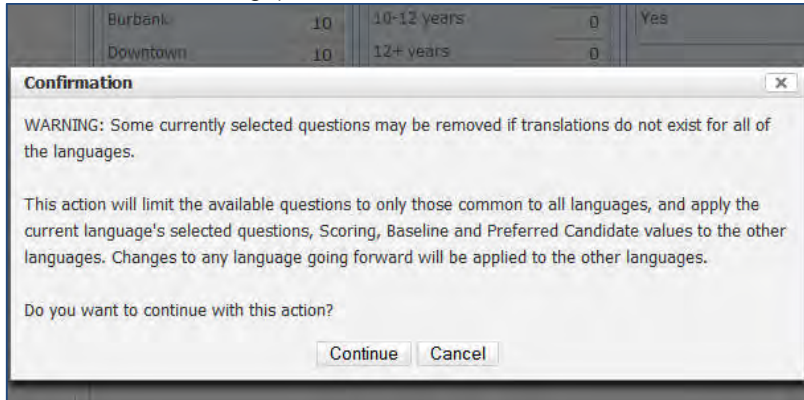 Burbank 10 10-12 years 0 Yes
Downtown 10 12+ years 0
Confirmation x
WARNING: Some currently selected questions may be removed if translations do not exist for all of
the languages.
This action will limit the available questions to only those common to all languages, and apply the
current language's selected questions, Scoring, Baseline and Preferred Candidate values to the other
languages. Changes to any language going forward will be applied to the other languages.
Do you want to continue with this action?
Continue Cancel